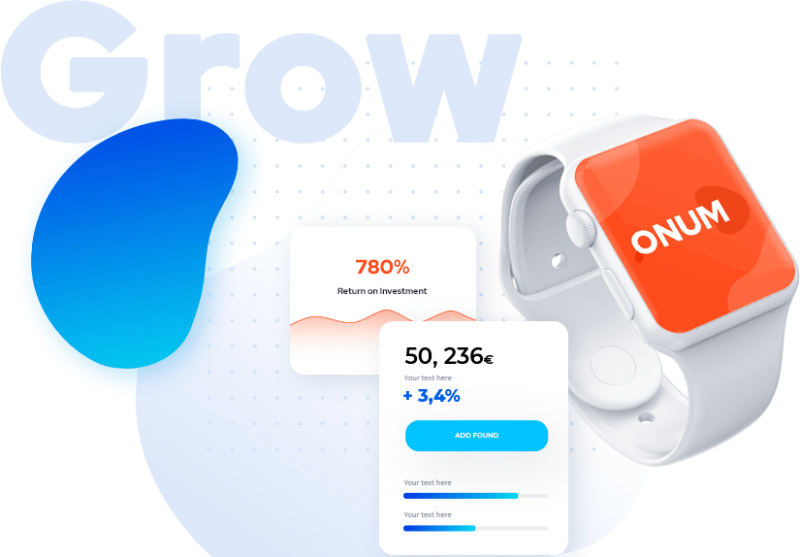 Grow
ONUM
780%
Return on Investment
50, 236€
Your text here
+ 3,4%
ADD FOUND
Your text here
Your text here